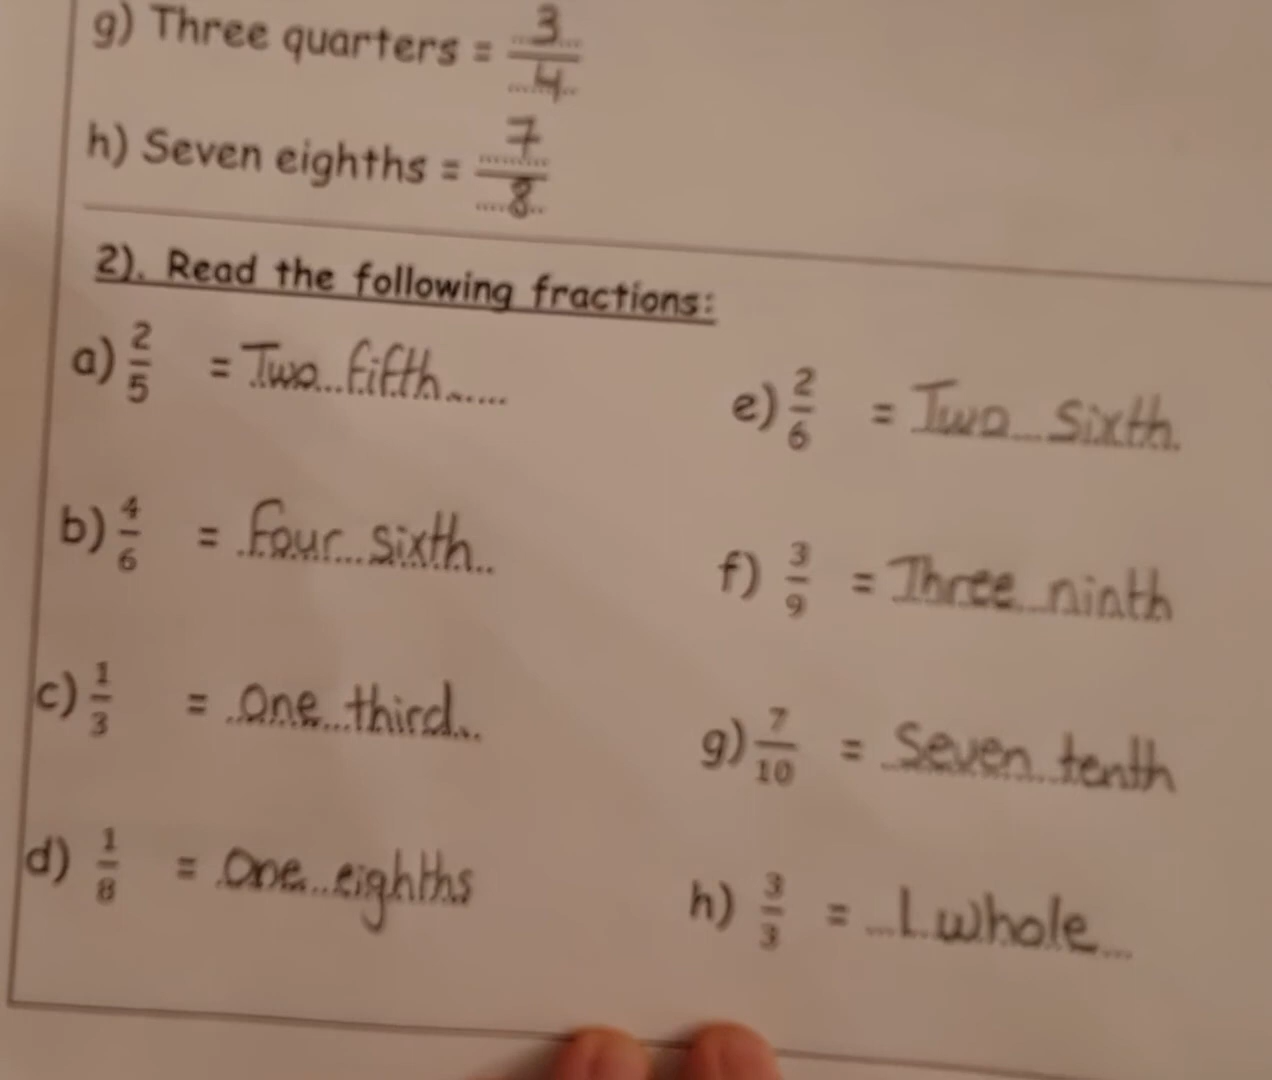 g) Three quarters = 3/4
h) Seven eighths = 7/8
2). Read the following fractions:
a) 2/5 = Two fifth
b) 4/6 = Four sixth
c) 1/3 = One third
d) 1/8 = One eighths
e) 2/6 = Two sixth
f) 3/9 = Three ninth
g) 7/10 = Seven tenth
h) 3/3 = 1 whole